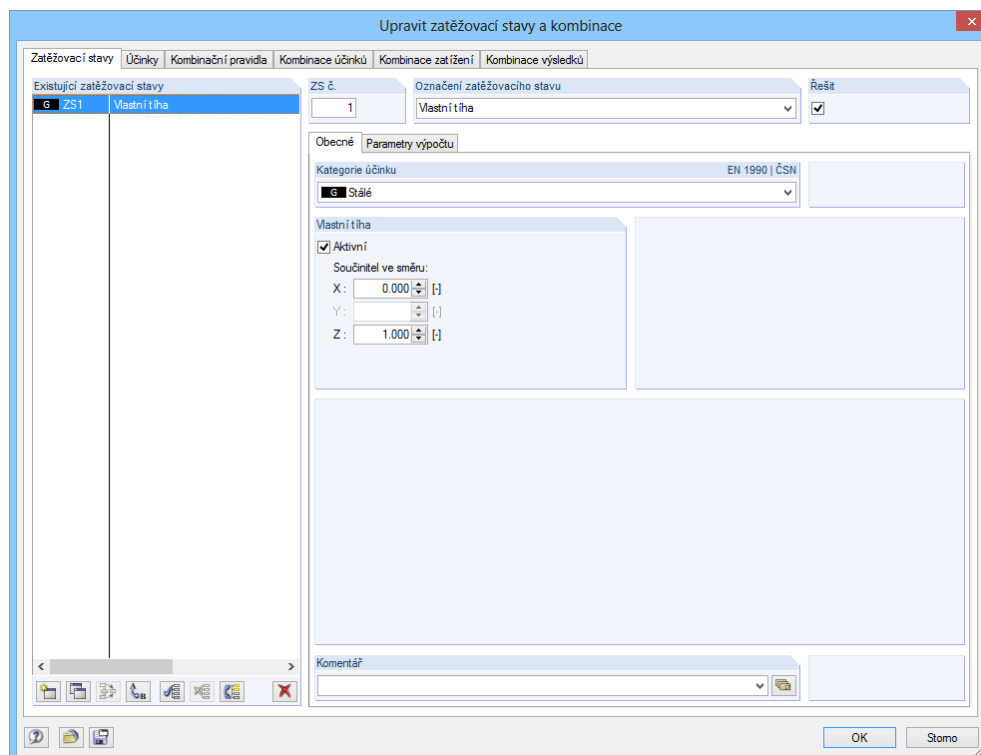 Upravit zatěžovací stavy a kombinace
Zatěžovací stavy Účinky Kombinační pravidla Kombinace účinků Kombinace zatížení Kombinace výsledků
Existující zatěžovací stavy
G ZS1 Vlastní tíha
ZS č.
1
Označení zatěžovacího stavu
Vlastní tíha
Řešit
Obecné Parametry výpočtu
Kategorie účinku EN 1990 | ČSN
G Stálé
Vlastní tíha
Aktivní
Součinitel ve směru:
X : 0.000 [-]
Y : [-]
Z : 1.000 [-]
Komentář
OK Storno